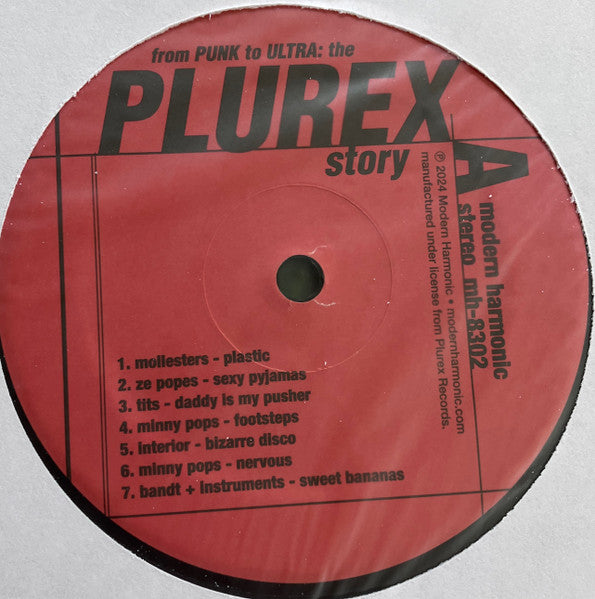 from PUNK to ULTRA: the
PLUREX
story
A
modern harmonic
stereo mh-8302
℗ 2024 Modern Harmonic • modernharmonic.com
manufactured under license from Plurex Records.
1. mollesters - plastic
2. ze popes - sexy pyjamas
3. tits - daddy is my pusher
4. minny pops - footsteps
5. interior - bizarre disco
6. minny pops - nervous
7. bandt + instruments - sweet bananas